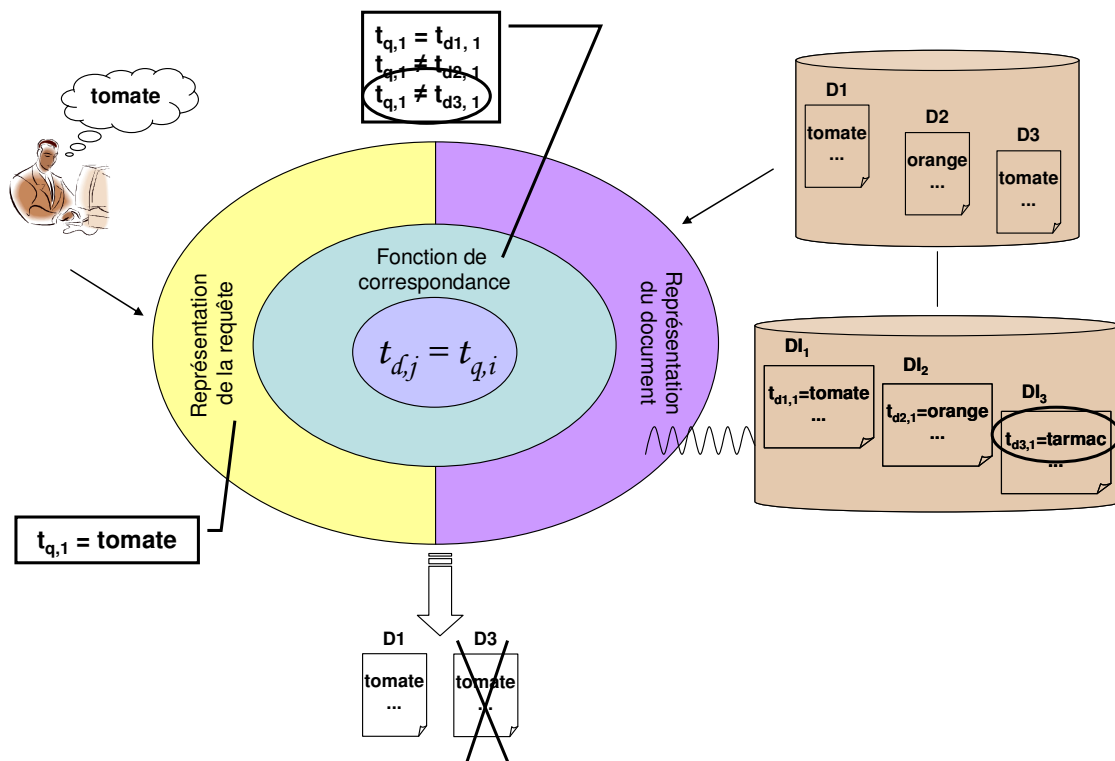 t_q,1 = t_d1, 1
t_q,1 ≠ t_d2, 1
t_q,1 ≠ t_d3, 1
tomate
D1
tomate
...
D2
orange
...
D3
tomate
...
Fonction de
correspondance
t_d,j = t_q,i
Représentation
de la requête
Représentation
du document
DI1
t_d1,1=tomate
...
DI2
t_d2,1=orange
...
DI3
t_d3,1=tarmac
...
t_q,1 = tomate
D1
tomate
...
D3
tomate
...